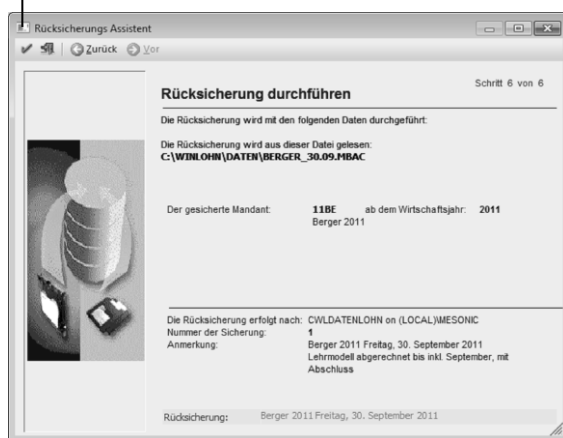 Rücksicherungs Assistent
Zurück Vor
Schritt 6 von 6
Rücksicherung durchführen
Die Rücksicherung wird mit den folgenden Daten durchgeführt:
Die Rücksicherung wird aus dieser Datei gelesen:
C:\WINLOHN\DATEN\BERGER_30.09.MBAC
Der gesicherte Mandant: 11BE ab dem Wirtschaftsjahr: 2011
Berger 2011
Die Rücksicherung erfolgt nach: CWLDATENLOHN on (LOCAL)\MESONIC
Nummer der Sicherung: 1
Anmerkung: Berger 2011 Freitag, 30. September 2011
Lehrmodell abgerechnet bis inkl. September, mit
Abschluss
Rücksicherung: Berger 2011 Freitag, 30. September 2011